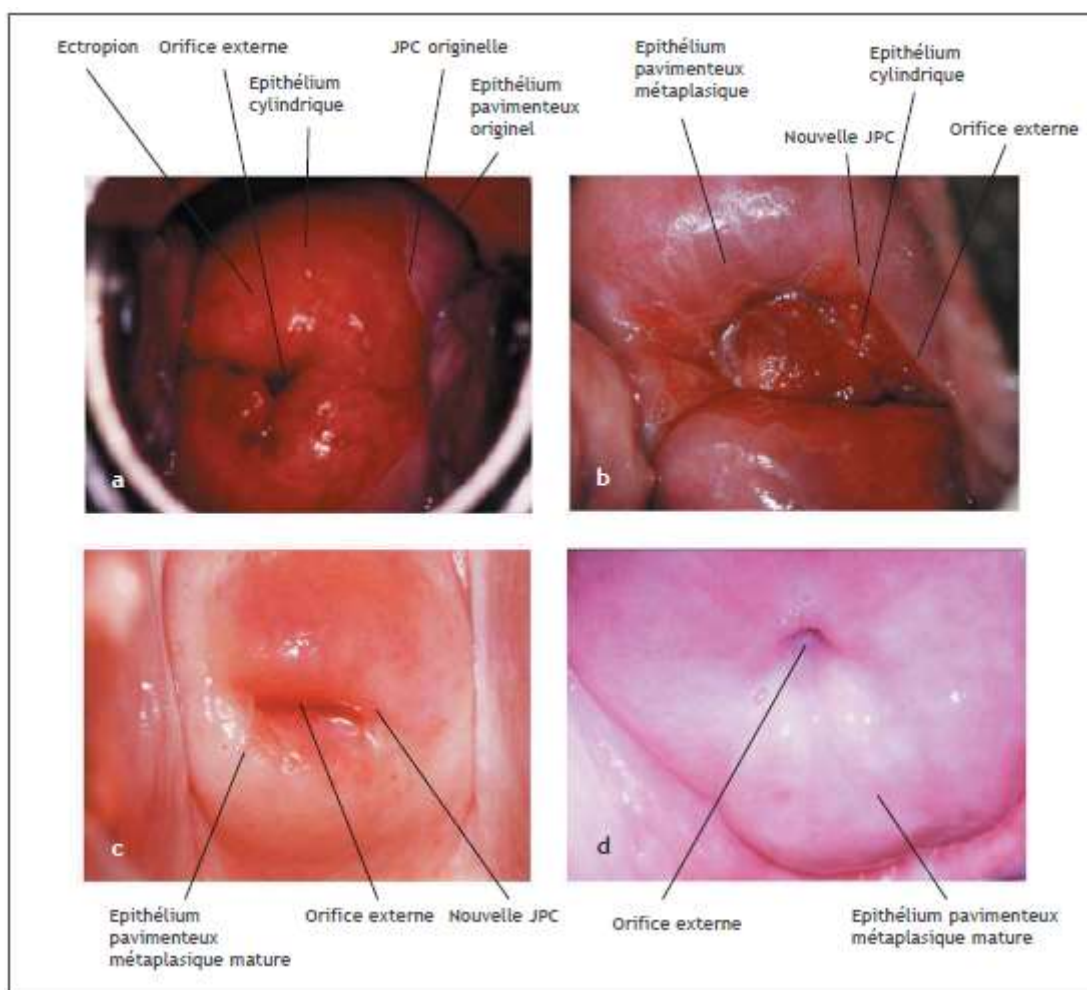 Ectropion
Orifice externe
JPC originelle
Epithélium
cylindrique
Epithélium
pavimenteux
originel
Epithélium
pavimenteux
métaplasique
Epithélium
cylindrique
Nouvelle JPC
Orifice externe
a
b
c
d
Epithélium
pavimenteux
métaplasique mature
Orifice externe
Nouvelle JPC
Orifice externe
Epithélium pavimenteux
métaplasique mature